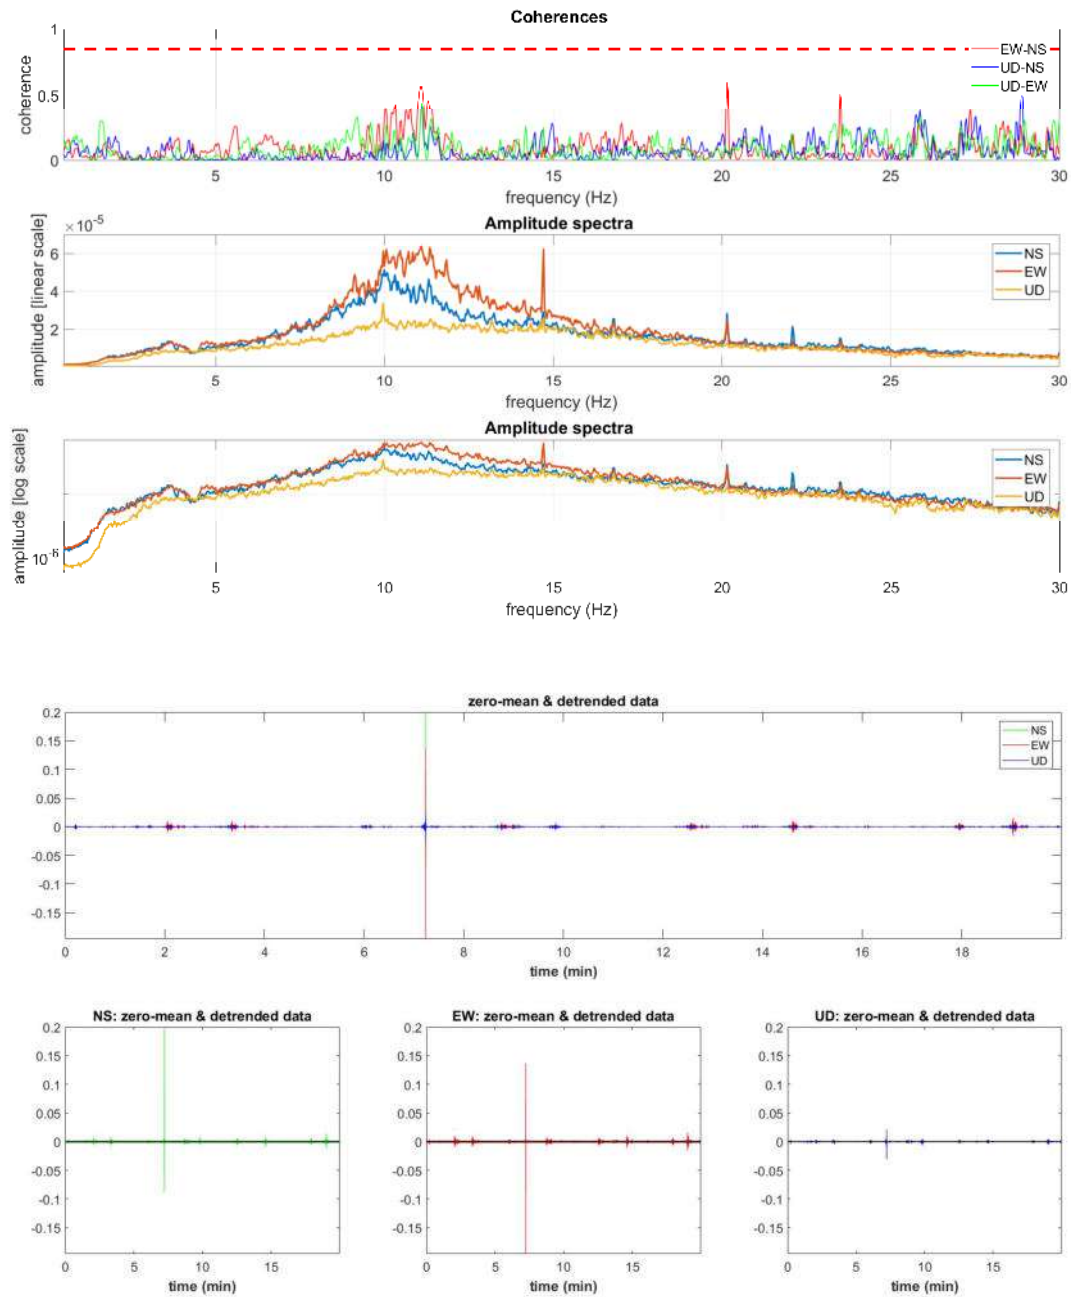 Coherences
1
0.5
0
coherence
EW-NS
UD-NS
UD-EW
5 10 15 20 25 30
frequency (Hz)
×10⁻⁵
Amplitude spectra
6
4
2
amplitude [linear scale]
NS
EW
UD
5 10 15 20 25 30
frequency (Hz)
Amplitude spectra
10⁻⁶
amplitude [log scale]
NS
EW
UD
5 10 15 20 25 30
frequency (Hz)
zero-mean & detrended data
0.2
0.15
0.1
0.05
0
-0.05
-0.1
-0.15
NS
EW
UD
0 2 4 6 8 10 12 14 16 18
time (min)
NS: zero-mean & detrended data
0.2
0.15
0.1
0.05
0
-0.05
-0.1
-0.15
0 5 10 15
time (min)
EW: zero-mean & detrended data
0.2
0.15
0.1
0.05
0
-0.05
-0.1
-0.15
0 5 10 15
time (min)
UD: zero-mean & detrended data
0.2
0.15
0.1
0.05
0
-0.05
-0.1
-0.15
0 5 10 15
time (min)